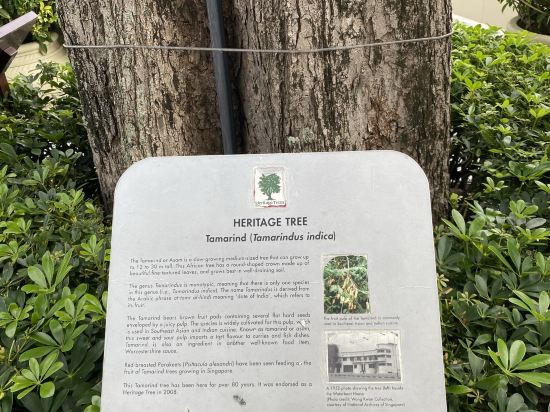 Heritage Trees
HERITAGE TREE
Tamarind (Tamarindus indica)
The Tamarind or Asam is a slow-growing medium-sized tree that can grow up
to 12 to 30 m tall. This African tree has a round-shaped crown made up of
beautiful fine-textured leaves, and grows best in well-draining soil.
The genus Tamarindus is monotypic, meaning that there is only one species
in this genus (i.e., Tamarindus indica). The name Tamarindus is derived from
the Arabic phrase at-tamr al-hindi meaning 'date of India', which refers to
its fruit.
The Tamarind bears brown fruit pods containing several flat hard seeds
enveloped by a juicy pulp. The species is widely cultivated for this pulp, which
is used in Southeast Asian and Indian cuisine. Known as tamarind or asam,
this sweet and sour pulp imparts a tart flavour to curries and fish dishes.
Tamarind is also an ingredient in another well-known food item,
Worcestershire sauce.
Red-breasted Parakeets (Psittacula alexandri) have been seen feeding on the
fruit of Tamarind trees growing in Singapore.
This Tamarind has been here for over 80 years. It was endorsed as a
Heritage Tree in 2008.
The fruit pulp of the Tamarind is commonly
used in Southeast Asian and Indian cuisine.
A 1953 photo showing the tree (left) beside
the Waterboat House
(Photo credit: Wong Kwan Collection,
courtesy of National Archives of Singapore)